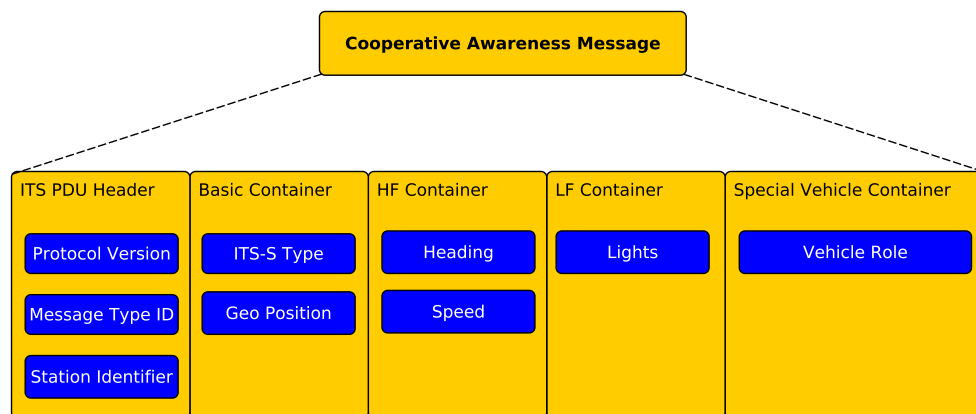 Cooperative Awareness Message
ITS PDU Header
Protocol Version
Message Type ID
Station Identifier
Basic Container
ITS-S Type
Geo Position
HF Container
Heading
Speed
LF Container
Lights
Special Vehicle Container
Vehicle Role